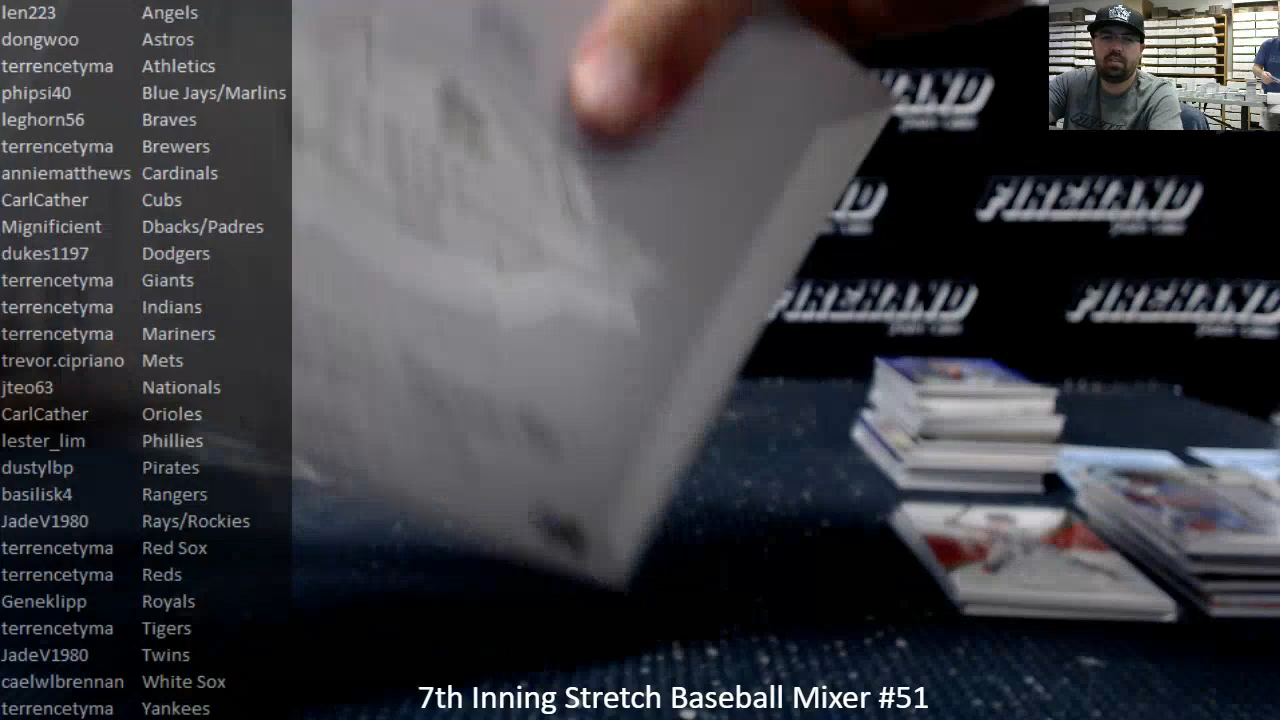 len223 Angels
dongwoo Astros
terrencetyma Athletics
phipsi40 Blue Jays/Marlins
leghorn56 Braves
terrencetyma Brewers
anniematthews Cardinals
CarlCather Cubs
Mignificient Dbacks/Padres
dukes1197 Dodgers
terrencetyma Giants
terrencetyma Indians
terrencetyma Mariners
trevor.cipriano Mets
jteo63 Nationals
CarlCather Orioles
lester_lim Phillies
dustylbp Pirates
basilisk4 Rangers
JadeV1980 Rays/Rockies
terrencetyma Red Sox
terrencetyma Reds
Geneklipp Royals
terrencetyma Tigers
JadeV1980 Twins
caelwlbrennan White Sox
terrencetyma Yankees
FIREHAND
FIREHAND
FIREHAND
7th Inning Stretch Baseball Mixer #51